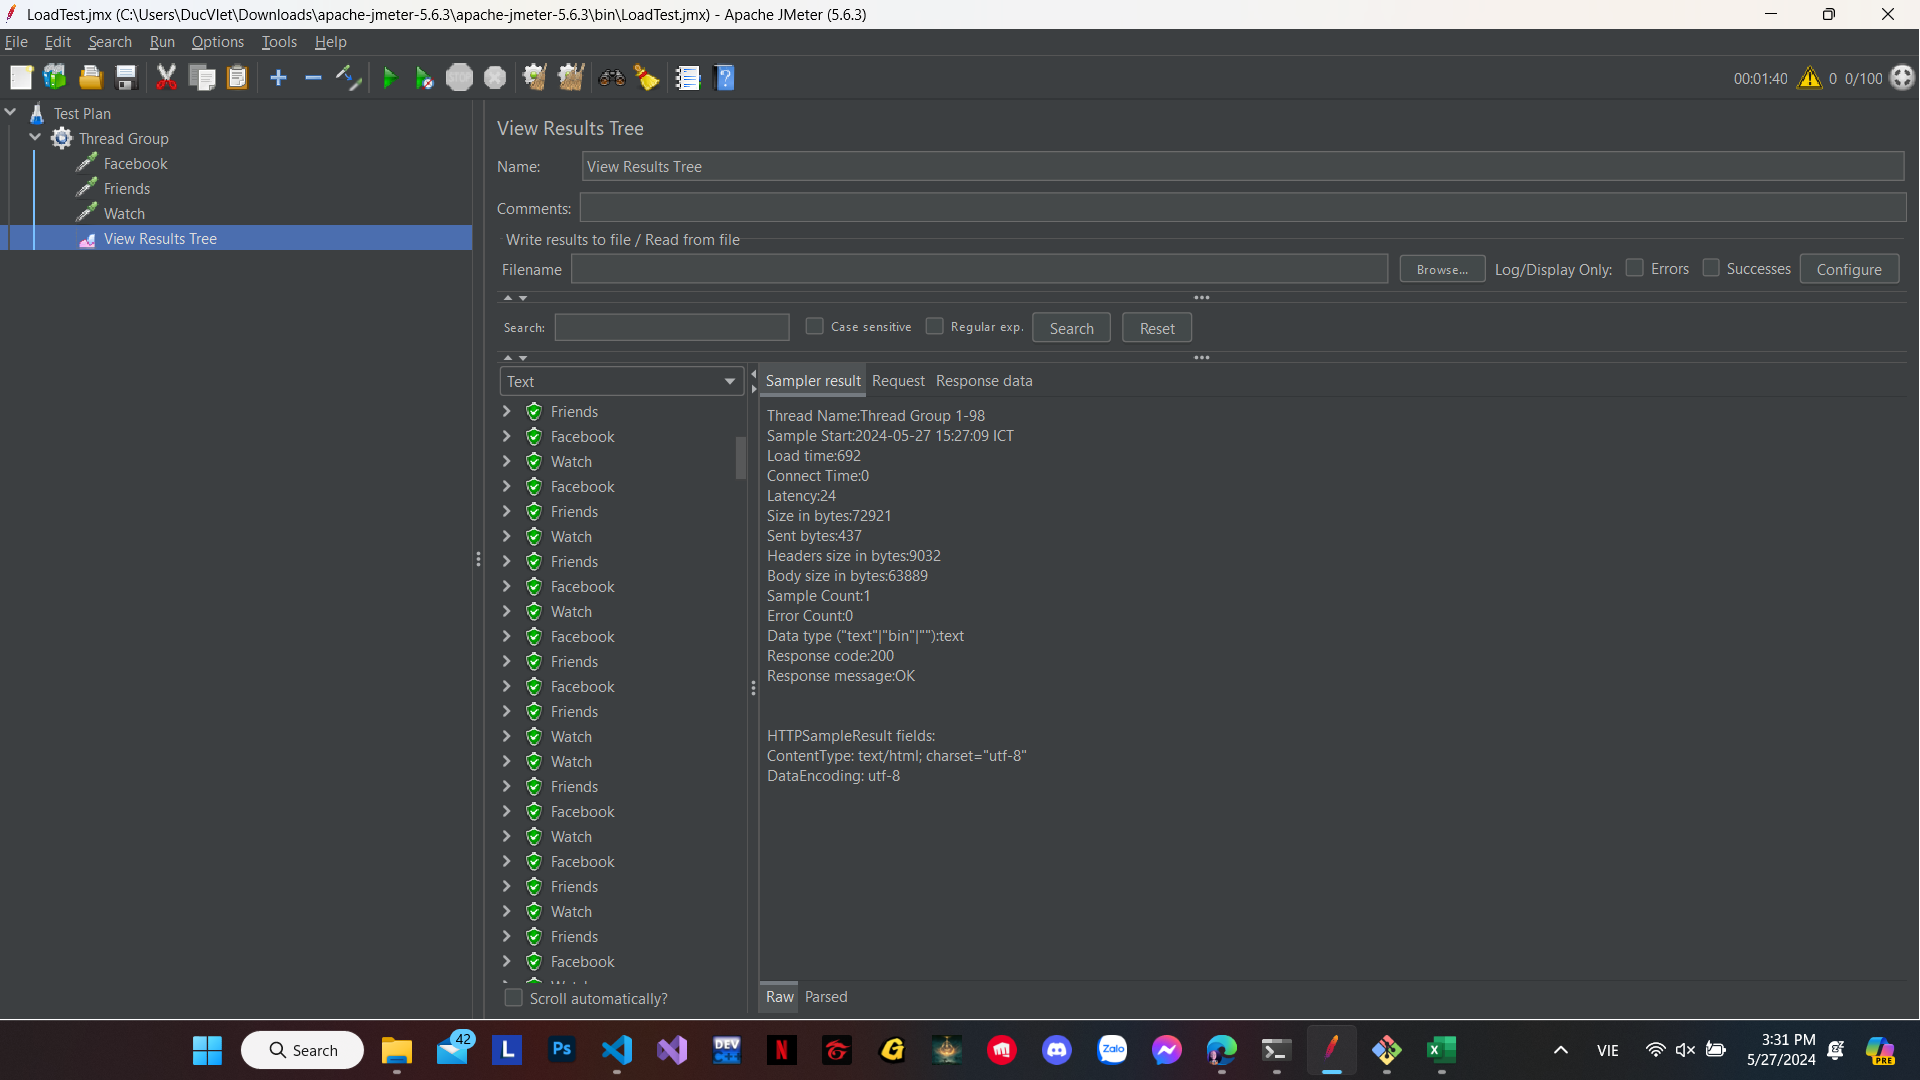 LoadTest.jmx (C:\Users\DucVIet\Downloads\apache-jmeter-5.6.3\apache-jmeter-5.6.3\bin\LoadTest.jmx) - Apache JMeter (5.6.3)
File Edit Search Run Options Tools Help
STOP
00:01:40 0 0/100
Test Plan
Thread Group
Facebook
Friends
Watch
View Results Tree
View Results Tree
Name: View Results Tree
Comments:
Write results to file / Read from file
Filename Browse... Log/Display Only: Errors Successes Configure
Search: Case sensitive Regular exp. Search Reset
Text
Friends
Facebook
Watch
Facebook
Friends
Watch
Friends
Facebook
Watch
Facebook
Friends
Facebook
Friends
Watch
Watch
Friends
Facebook
Watch
Facebook
Friends
Watch
Friends
Facebook
Scroll automatically?
Sampler result Request Response data
Thread Name:Thread Group 1-98
Sample Start:2024-05-27 15:27:09 ICT
Load time:692
Connect Time:0
Latency:24
Size in bytes:72921
Sent bytes:437
Headers size in bytes:9032
Body size in bytes:63889
Sample Count:1
Error Count:0
Data type ("text"|"bin"|""):text
Response code:200
Response message:OK
HTTPSampleResult fields:
ContentType: text/html; charset="utf-8"
DataEncoding: utf-8
Raw Parsed
Search
42
L
Ps
DEV
C++
N
G
Zalo
X
VIE
3:31 PM
5/27/2024
PRE